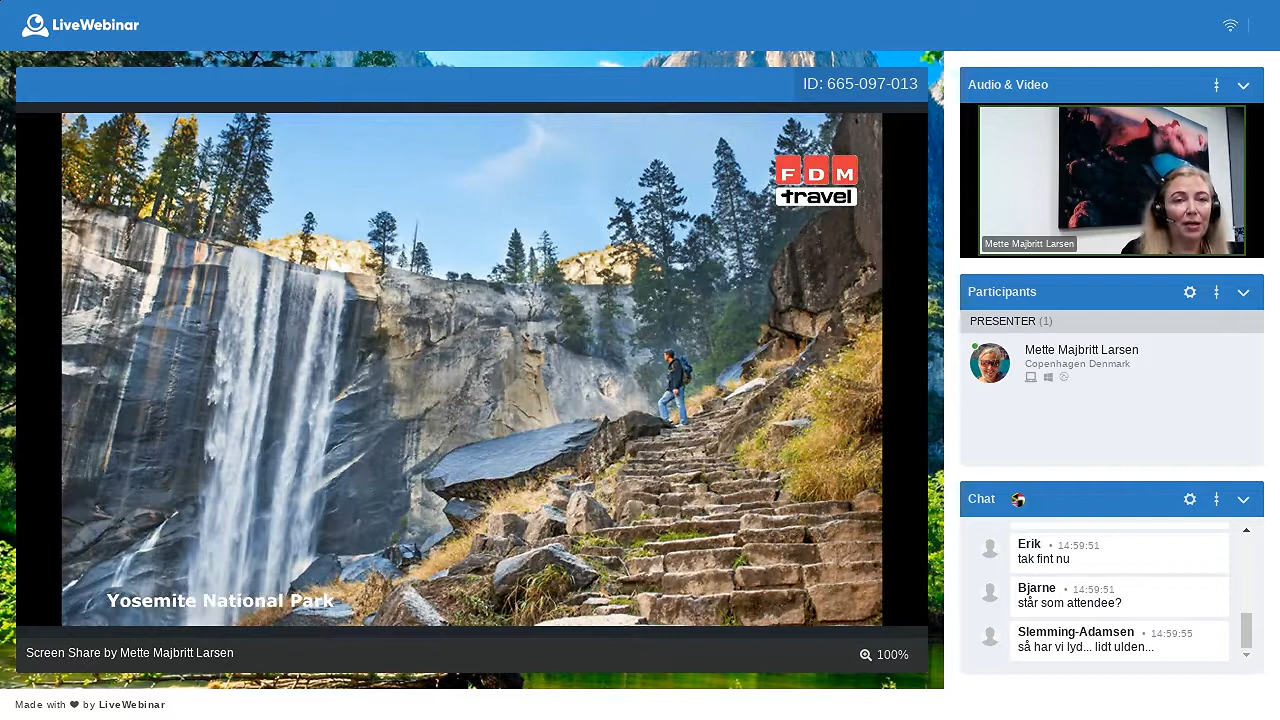 LiveWebinar
ID: 665-097-013
FDM
travel
Yosemite National Park
Screen Share by Mette Majbritt Larsen
100%
Audio & Video
Mette Majbritt Larsen
Participants
PRESENTER (1)
Mette Majbritt Larsen
Copenhagen Denmark
Chat
Erik • 14:59:51
tak fint nu
Bjarne • 14:59:51
står som attendee?
Slemming-Adamsen • 14:59:55
så har vi lyd... lidt ulden...
Made with ❤ by LiveWebinar